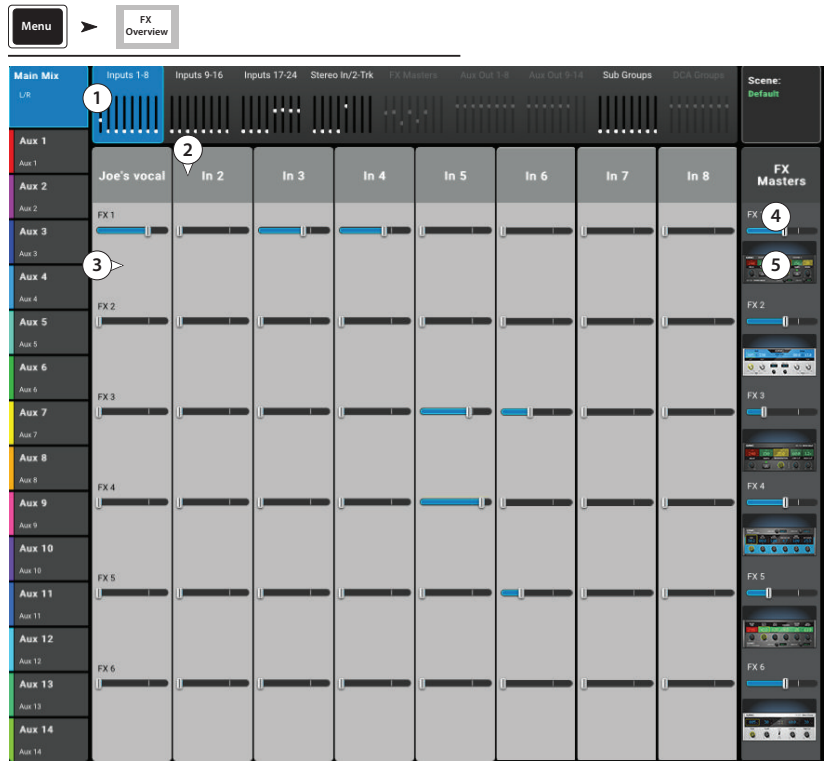 Menu
FX
Overview
Main Mix
L/R
Inputs 1-8
Inputs 9-16
Inputs 17-24
Stereo In/2-Trk
FX Masters
Aux Out 1-8
Aux Out 9-14
Sub Groups
DCA Groups
Scene:
Default
1
2
Joe's vocal
In 2
In 3
In 4
In 5
In 6
In 7
In 8
FX
Masters
Aux 1
Aux 1
Aux 2
Aux 2
Aux 3
Aux 3
Aux 4
Aux 4
Aux 5
Aux 5
Aux 6
Aux 6
Aux 7
Aux 7
Aux 8
Aux 8
Aux 9
Aux 9
Aux 10
Aux 10
Aux 11
Aux 11
Aux 12
Aux 12
Aux 13
Aux 13
Aux 14
Aux 14
FX 1
3
FX 2
FX 3
FX 4
FX 5
FX 6
FX
4
5
FX 2
FX 3
FX 4
FX 5
FX 6